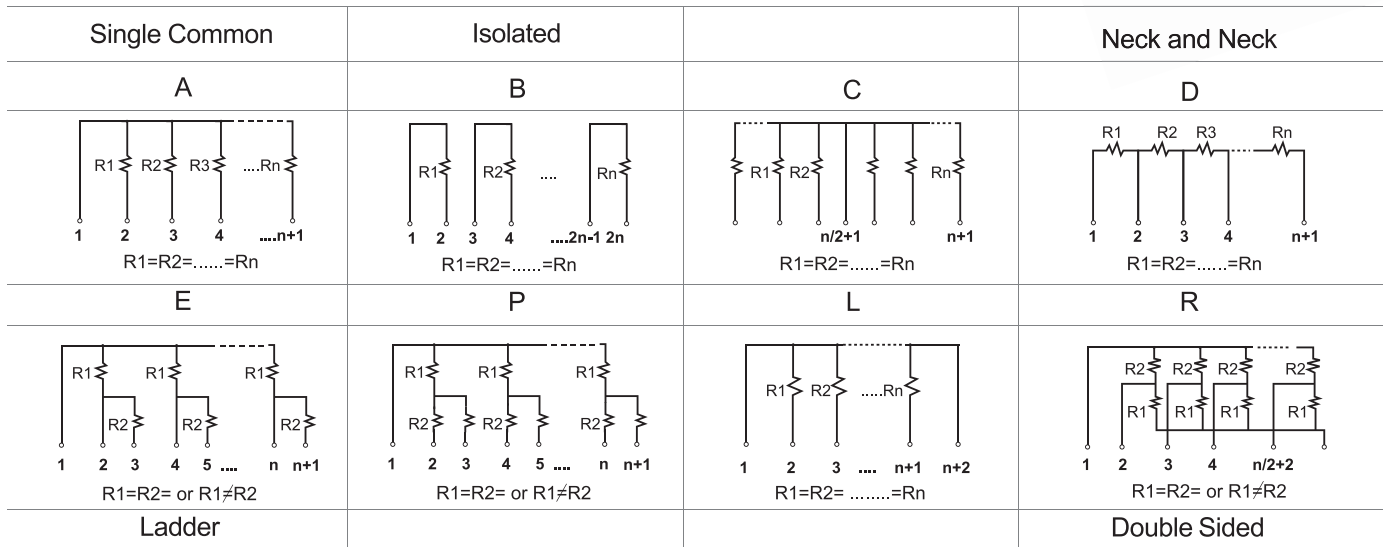 Single Common Isolated Neck and Neck
A B C D
R1 R2 R3 ....Rn
1 2 3 4 ....n+1
R1=R2=......=Rn
R1 R2 .... Rn
1 2 3 4 ....2n-1 2n
R1=R2=......=Rn
R1 R2 Rn
n/2+1 n+1
R1=R2=......=Rn
R1 R2 R3 Rn
1 2 3 4 n+1
R1=R2=......=Rn
E P L R
R1 R1 R1
R2 R2 R2
1 2 3 4 5 .... n n+1
R1=R2= or R1≠R2
R1 R1 R1
R2 R2 R2
1 2 3 4 5 .... n n+1
R1=R2= or R1≠R2
R1 R2 .....Rn
1 2 3 .... n+1 n+2
R1=R2= ........=Rn
R2 R2 R2 R2
R1 R1 R1 R1
1 2 3 4 n/2+2
R1=R2= or R1≠R2
Ladder Double Sided